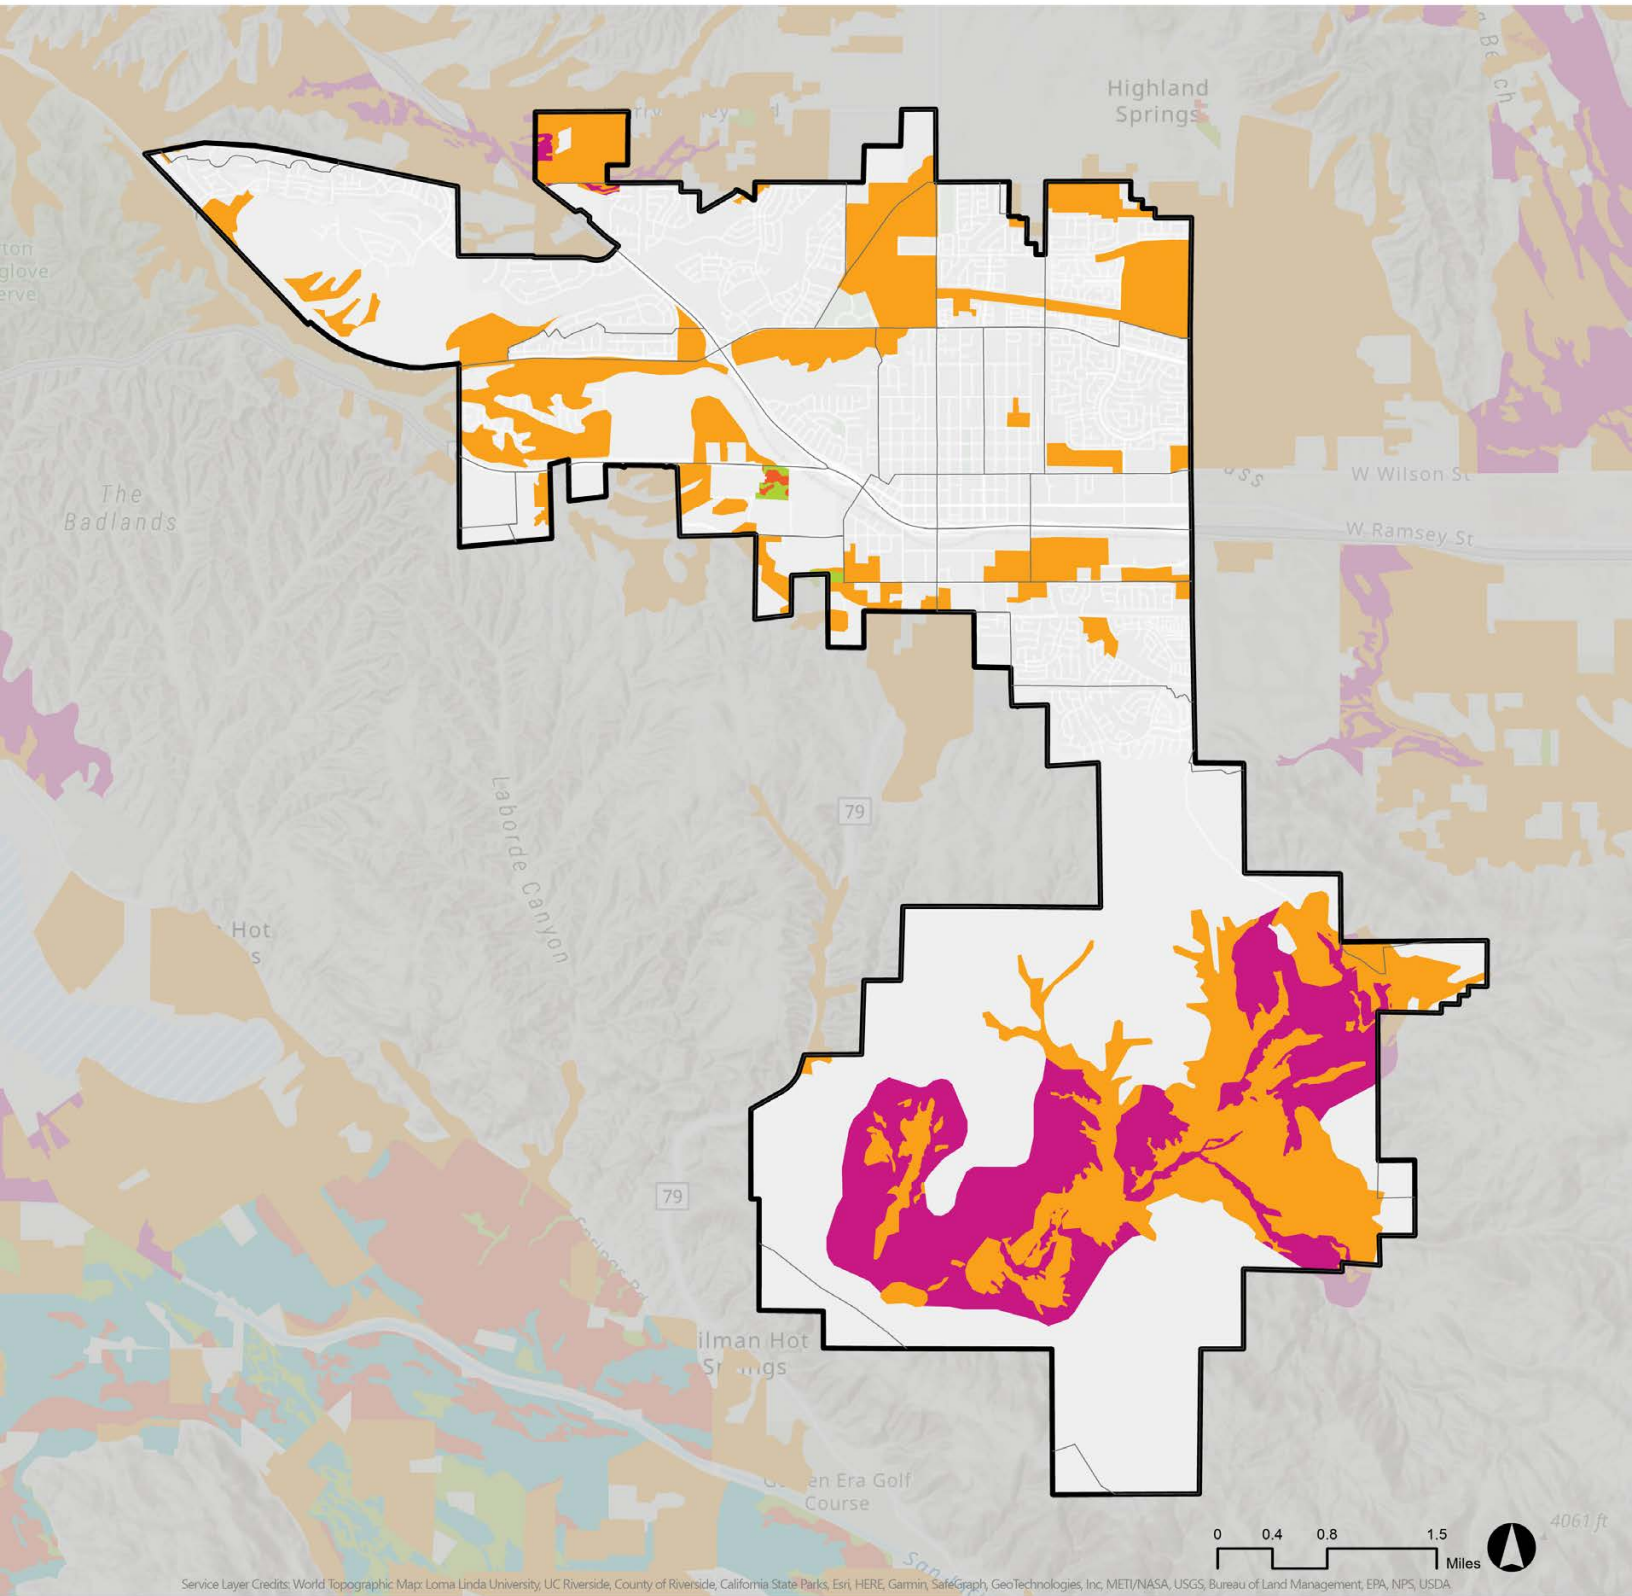 Highland
Springs
W Wilson St
W Ramsey St
The
Badlands
Laborde Canyon
79
Hot
79
ilman Hot
en Era Golf
Course
4061 ft
0 0.4 0.8 1.5
Miles
Service Layer Credits: World Topographic Map: Loma Linda University, UC Riverside, County of Riverside, California State Parks, Esri, HERE, Garmin, SafeGraph, GeoTechnologies, Inc, METI/NASA, USGS, Bureau of Land Management, EPA, NPS, USDA